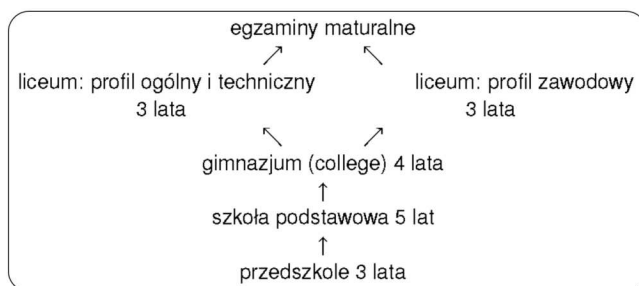 egzaminy maturalne
liceum: profil ogólny i techniczny
3 lata
liceum: profil zawodowy
3 lata
gimnazjum (college) 4 lata
szkoła podstawowa 5 lat
przedszkole 3 lata